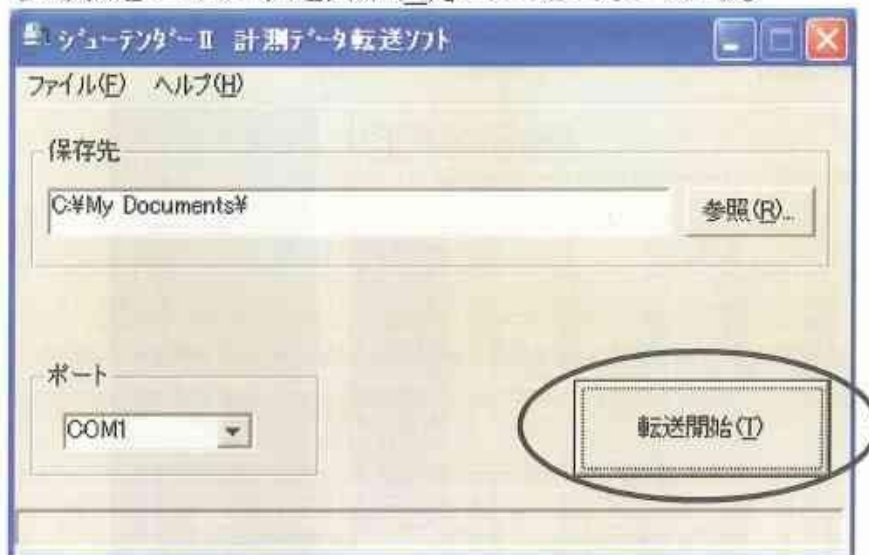 ジューテンダーⅡ 計測データ転送ソフト
ファイル(F) ヘルプ(H)
保存先
C:¥My Documents¥
参照(R)...
ポート
COM1
転送開始(T)